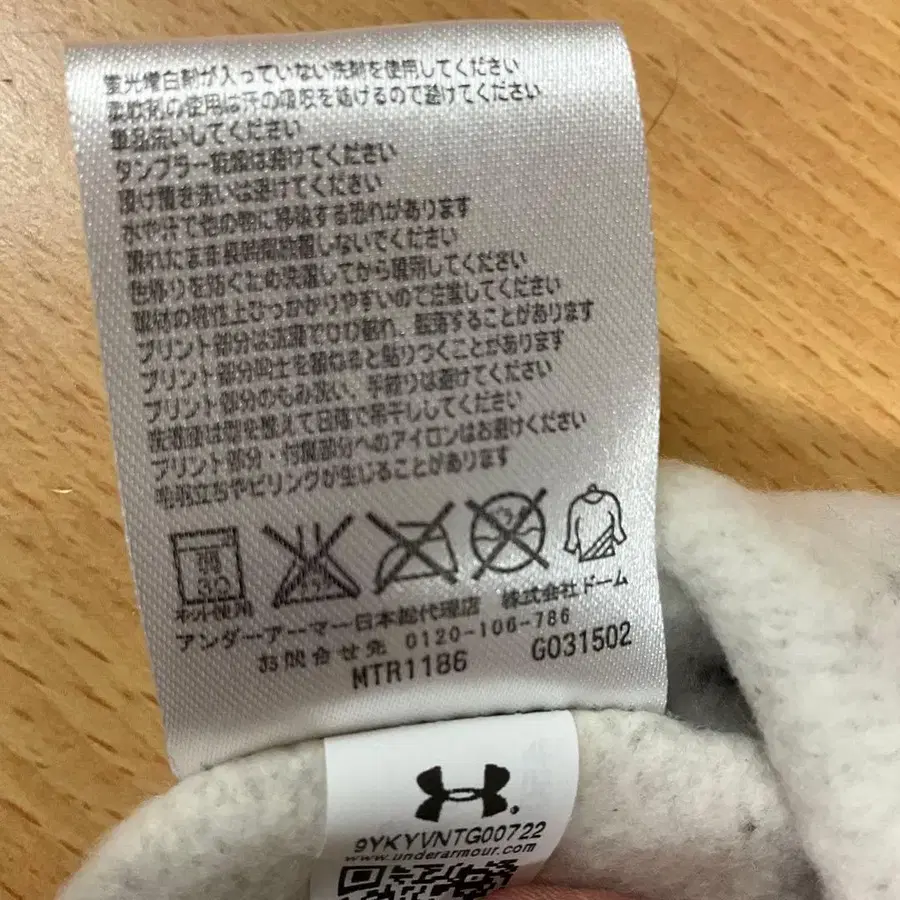 蛍光増白剤が入っていない洗剤を使用してください
柔軟剤の使用は汗の吸収を妨げるので避けてください
単品洗いしてください
タンブラー乾燥は避けてください
漬け置き洗いは避けてください
水や汗で他の物に移染する恐れがあります
濡れたまま長時間放置しないでください
色移りを防ぐため洗濯してから着用してください
素材の特性上ひっかかりやすいので注意してください
プリント部分は洗濯でひび割れ、脱落することがあります
プリント部分同士を重ねると貼りつくことがあります
プリント部分のもみ洗い、手絞りは避けてください
洗濯後は型を整えて日陰で吊干ししてください
プリント部分・付属部分へのアイロンはお避けください
毛羽立ちやピリングが生じることがあります
弱
30
ネット使用
アンダーアーマー日本総代理店 株式会社ドーム
お問合せ先 0120-106-786
MTR1186 G031502
9YKYVNTG00722
www.underarmour.com